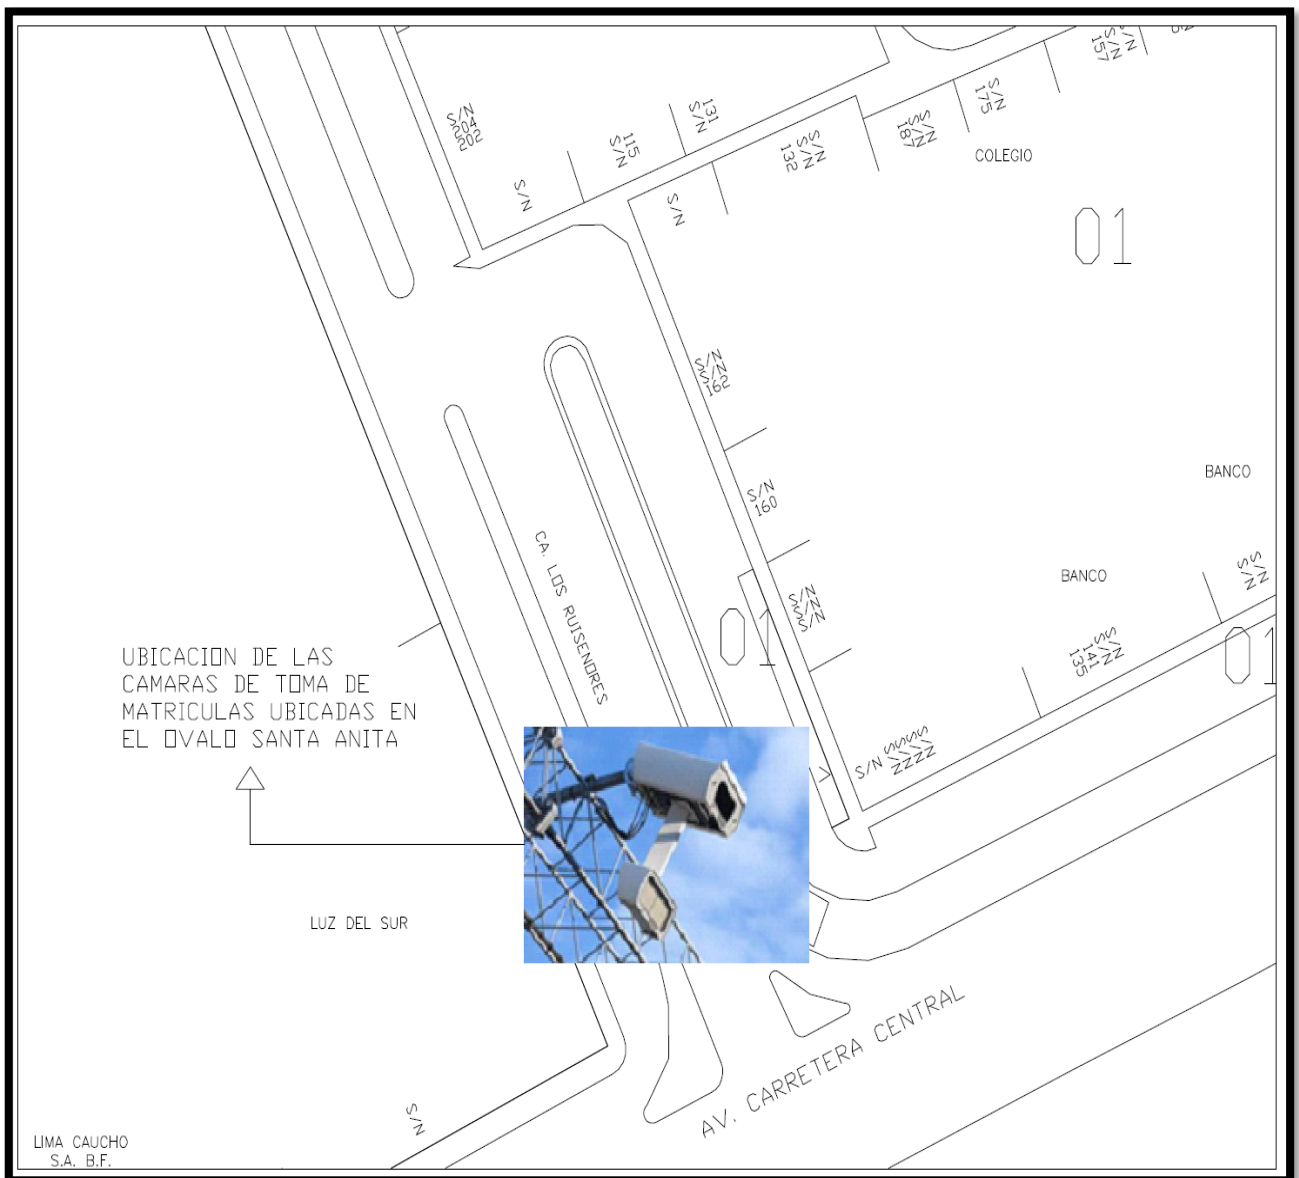 S/N
204
202
S/N
S/N
115
S/N
131
S/N
S/N
S/N
132
S/N
187
S/N
175
S/N
157
COLEGIO
01
S/N
162
S/N
160
BANCO
BANCO
S/N
S/N
CA. LOS RUISENORES
01
01
S/N
141
135
UBICACION DE LAS
CAMARAS DE TOMA DE
MATRICULAS UBICADAS EN
EL OVALO SANTA ANITA
S/N
LUZ DEL SUR
AV. CARRETERA CENTRAL
S/N
LIMA CAUCHO
S.A. B.F.